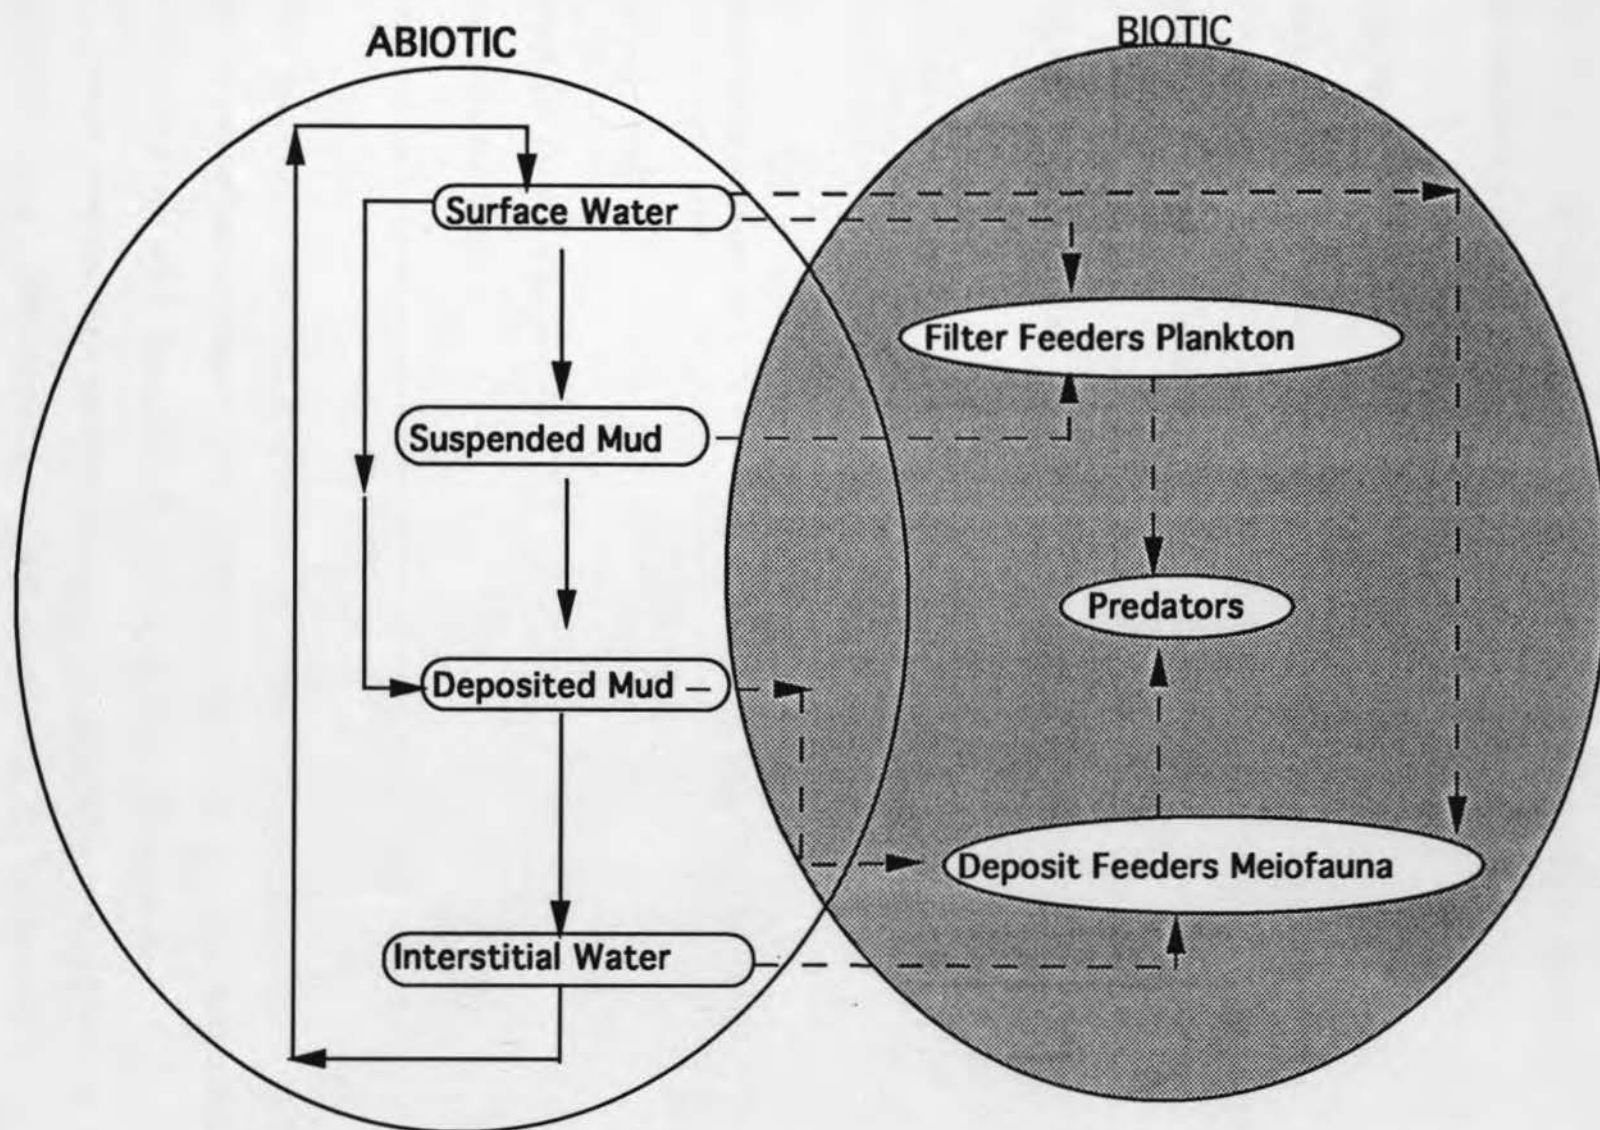 ABIOTIC
BIOTIC
Surface Water
Filter Feeders Plankton
Suspended Mud
Predators
Deposited Mud
Deposit Feeders Meiofauna
Interstitial Water